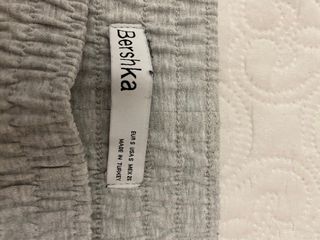 Bershka
EUR S USA S MEX 26
MADE IN TURKEY